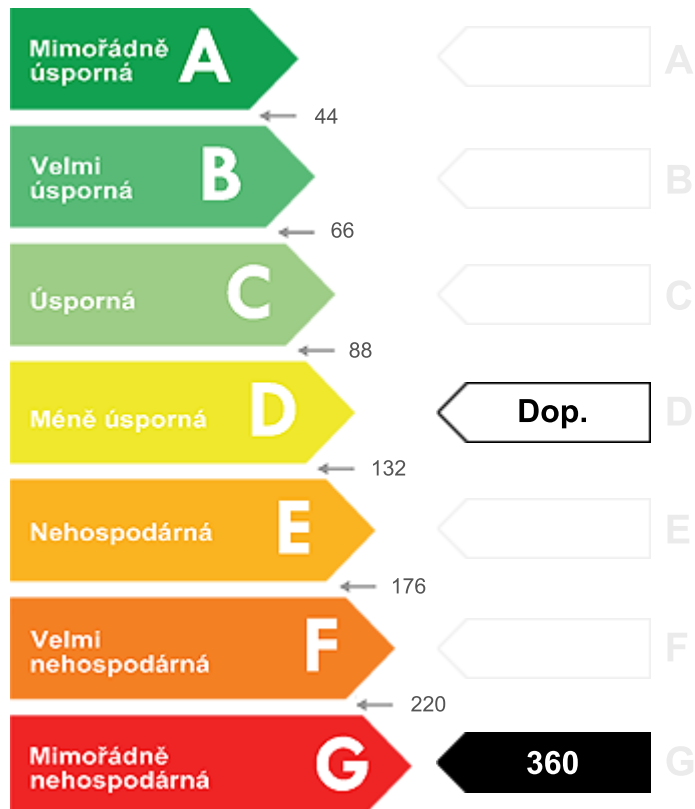 Mimořádně
úsporná
A
A
44
Velmi
úsporná
B
B
66
Úsporná
C
C
88
Méně úsporná
D
Dop.
D
132
Nehospodárná
E
E
176
Velmi
nehospodárná
F
F
220
Mimořádně
nehospodárná
G
360
G